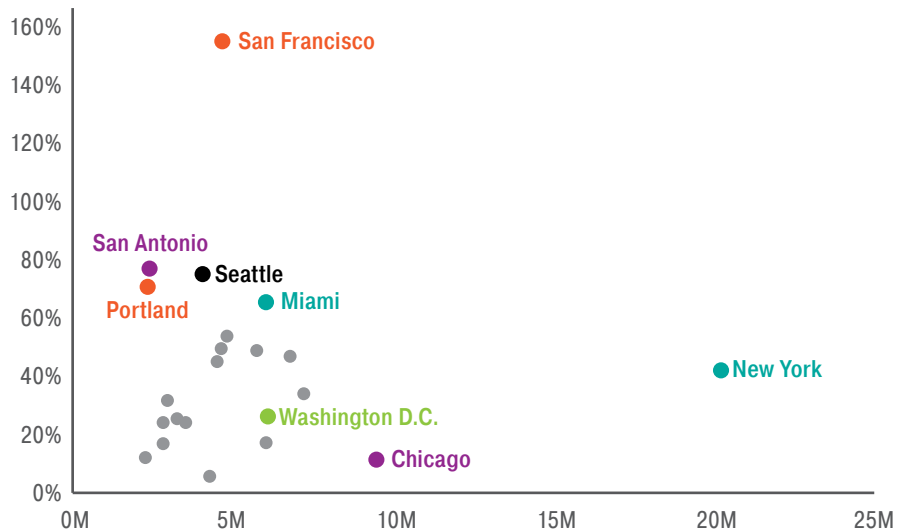 160%
San Francisco
140%
120%
100%
San Antonio
80%
Seattle
Miami
Portland
60%
40%
New York
Washington D.C.
20%
Chicago
0%
0M 5M 10M 15M 20M 25M